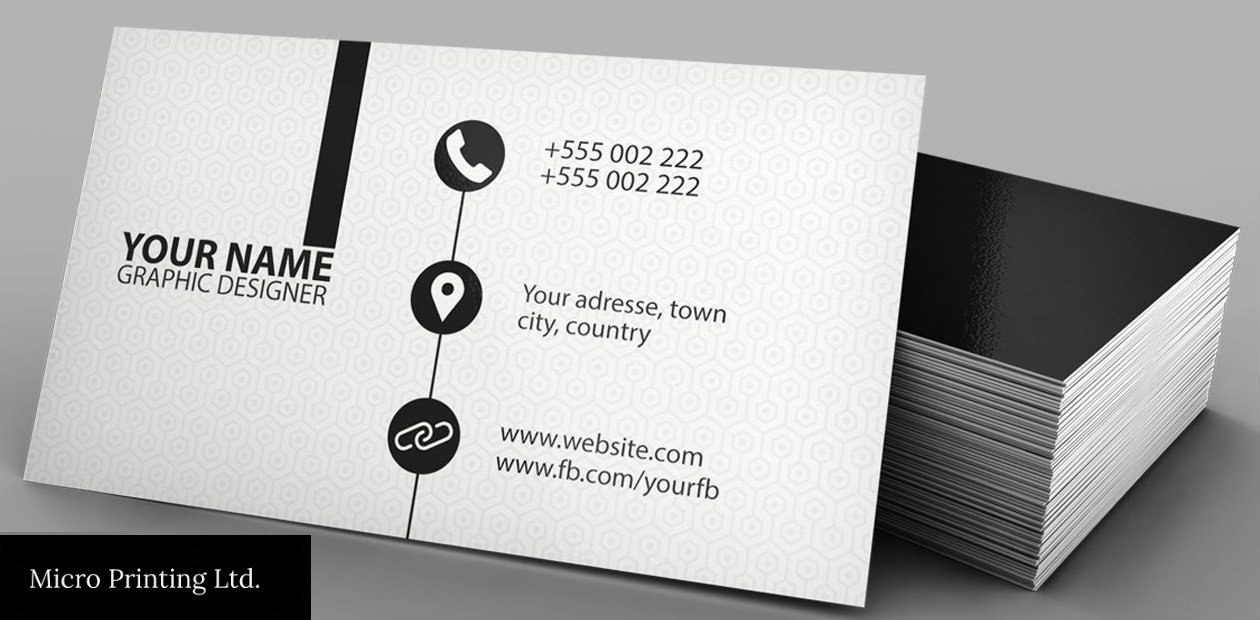 YOUR NAME
GRAPHIC DESIGNER
+555 002 222
+555 002 222
Your adresse, town
city, country
www.website.com
www.fb.com/yourfb
Micro Printing Ltd.